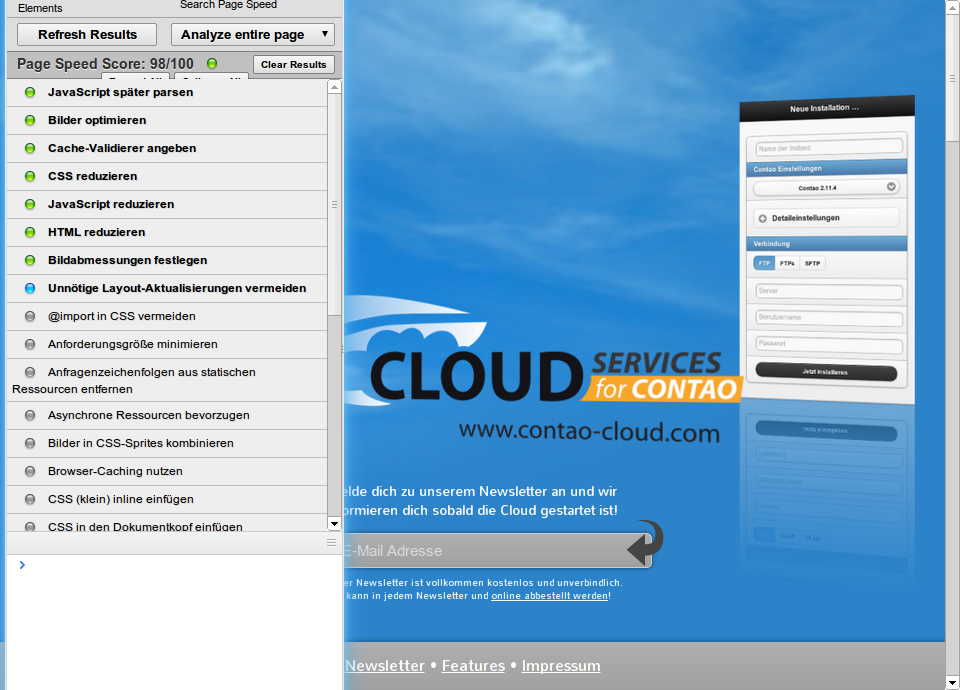 Elements
Search Page Speed
Refresh Results
Analyze entire page
Page Speed Score: 98/100
Clear Results
JavaScript später parsen
Bilder optimieren
Cache-Validierer angeben
CSS reduzieren
JavaScript reduzieren
HTML reduzieren
Bildabmessungen festlegen
Unnötige Layout-Aktualisierungen vermeiden
@import in CSS vermeiden
Anforderungsgröße minimieren
Anfragenzeichenfolgen aus statischen
Ressourcen entfernen
Asynchrone Ressourcen bevorzugen
Bilder in CSS-Sprites kombinieren
Browser-Caching nutzen
CSS (klein) inline einfügen
CSS in den Dokumentkopf einfügen
Neue Installation ...
Name der Instanz
Contao Einstellungen
Contao 2.11.4
Detaileinstellungen
Verbindung
FTP FTPs SFTP
Server
Benutzername
Passwort
Jetzt installieren
CLOUD SERVICES
for CONTAO
www.contao-cloud.com
elde dich zu unserem Newsletter an und wir
ormieren dich sobald die Cloud gestartet ist!
E-Mail Adresse
er Newsletter ist vollkommen kostenlos und unverbindlich.
kann in jedem Newsletter und online abbestellt werden!
Newsletter • Features • Impressum